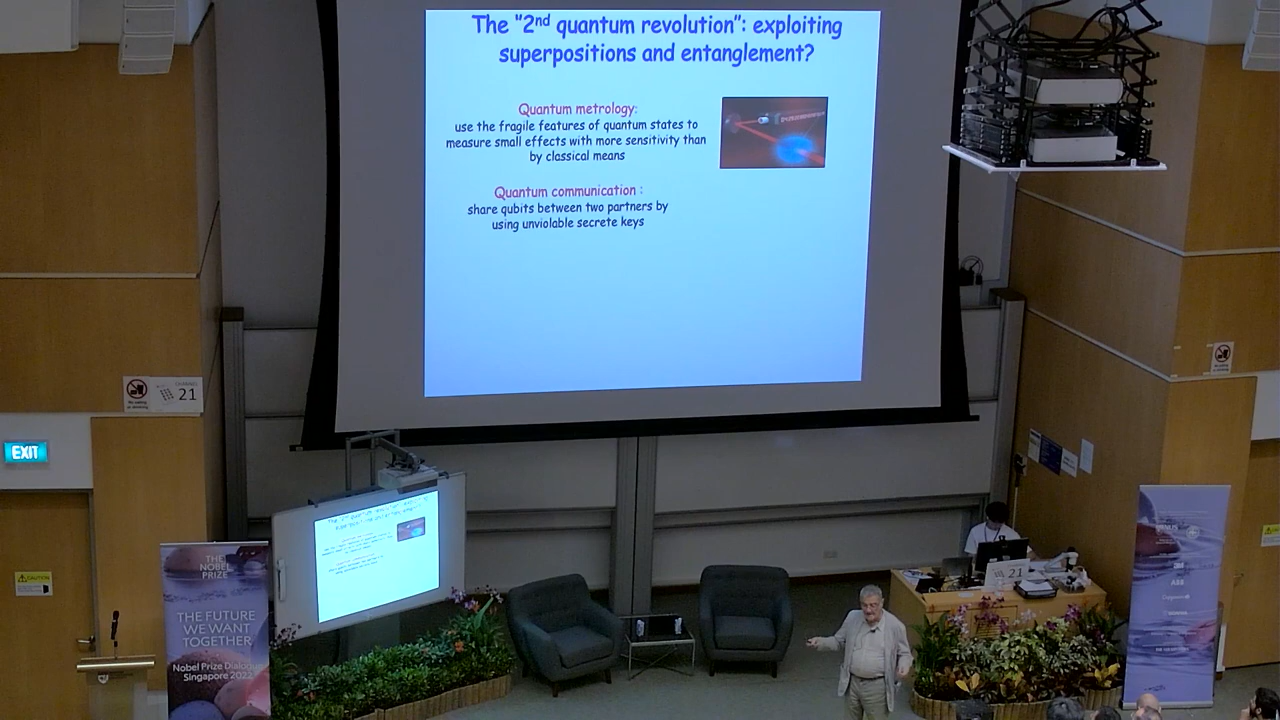 The "2nd quantum revolution": exploiting
superpositions and entanglement?
Quantum metrology:
use the fragile features of quantum states to
measure small effects with more sensitivity than
by classical means
Quantum communication :
share qubits between two partners by
using unviolable secrete keys
21
EXIT
CAUTION
THE
NOBEL
PRIZE
THE FUTURE
WE WANT
TOGETHER
Nobel Prize Dialogue
Singapore 2022
21
ABB